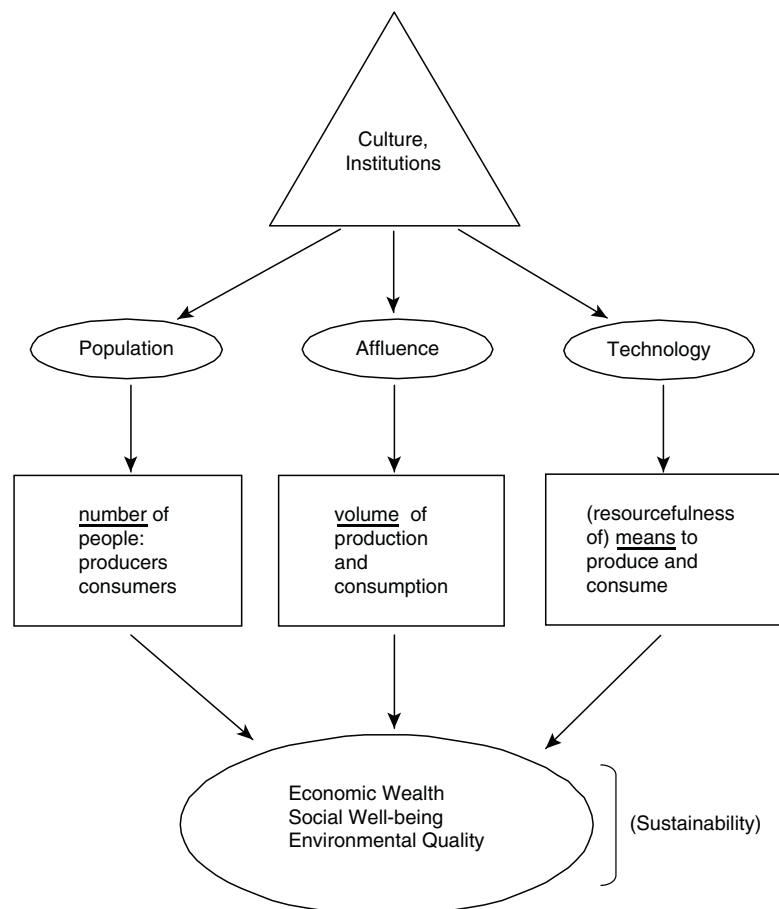 Culture,
Institutions
Population
Affluence
Technology
number of
people:
producers
consumers
volume of
production
and
consumption
(resourcefulness
of) means to
produce and
consume
Economic Wealth
Social Well-being
Environmental Quality
(Sustainability)